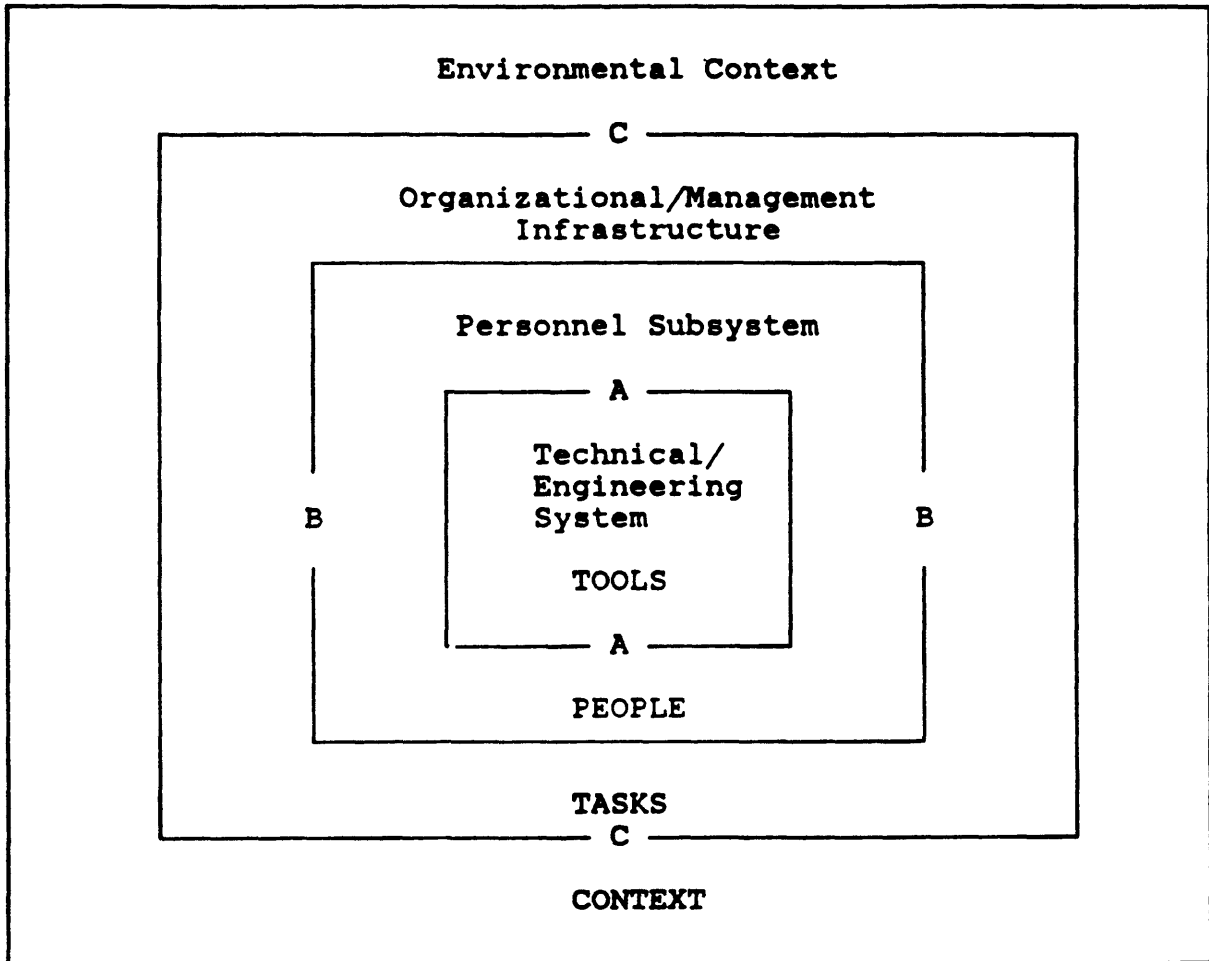 Environmental Context
C
Organizational/Management
Infrastructure
Personnel Subsystem
A
Technical/
Engineering
System
B B
TOOLS
A
PEOPLE
TASKS
C
CONTEXT